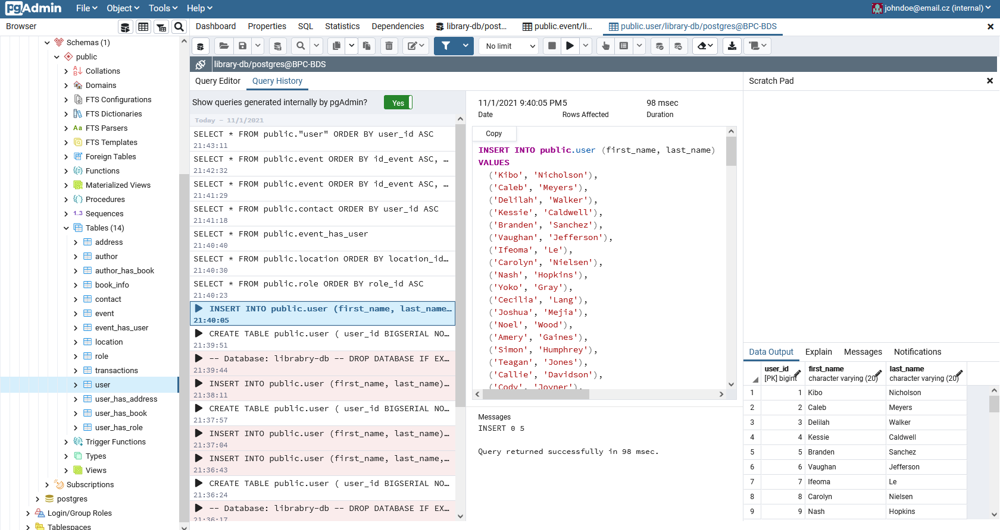 pgAdmin File Object Tools Help johndoe@email.cz (internal)
Browser
Dashboard Properties SQL Statistics Dependencies library-db/post... public.event/li... public.user/library-db/postgres@BPC-BDS
No limit
library-db/postgres@BPC-BDS
Schemas (1)
public
Collations
Domains
FTS Configurations
FTS Dictionaries
Aa FTS Parsers
FTS Templates
Foreign Tables
Functions
Materialized Views
Procedures
1..3 Sequences
Tables (14)
address
author
author_has_book
book_info
contact
event
event_has_user
location
role
transactions
user
user_has_address
user_has_book
user_has_role
Trigger Functions
Types
Views
Subscriptions
postgres
Login/Group Roles
Tablespaces
Query Editor Query History
Show queries generated internally by pgAdmin? Yes
Today - 11/1/2021
SELECT * FROM public."user" ORDER BY user_id ASC
21:43:11
SELECT * FROM public.event ORDER BY id_event ASC, …
21:42:32
SELECT * FROM public.event ORDER BY id_event ASC, …
21:41:29
SELECT * FROM public.contact ORDER BY user_id ASC
21:41:18
SELECT * FROM public.event_has_user
21:40:40
SELECT * FROM public.location ORDER BY location_id…
21:40:30
SELECT * FROM public.role ORDER BY role_id ASC
21:40:23
INSERT INTO public.user (first_name, last_name…
21:40:05
CREATE TABLE public.user ( user_id BIGSERIAL NO…
21:39:51
-- Database: librabry-db -- DROP DATABASE IF EX…
21:39:44
INSERT INTO public.user (first_name, last_name)…
21:38:11
CREATE TABLE public.user ( user_id BIGSERIAL NO…
21:37:57
INSERT INTO public.user (first_name, last_name)…
21:37:04
INSERT INTO public.user (first_name, last_name,…
21:36:43
CREATE TABLE public.user ( user_id BIGSERIAL NO…
21:36:24
-- Database: librabry-db -- DROP DATABASE IF EX…
21:36:17
11/1/2021 9:40:05 PM 5 98 msec
Date Rows Affected Duration
Copy
INSERT INTO public.user (first_name, last_name)
VALUES
('Kibo', 'Nicholson'),
('Caleb', 'Meyers'),
('Delilah', 'Walker'),
('Kessie', 'Caldwell'),
('Branden', 'Sanchez'),
('Vaughan', 'Jefferson'),
('Ifeoma', 'Le'),
('Carolyn', 'Nielsen'),
('Nash', 'Hopkins'),
('Yoko', 'Gray'),
('Cecilia', 'Lang'),
('Joshua', 'Mejia'),
('Noel', 'Wood'),
('Amery', 'Gaines'),
('Simon', 'Humphrey'),
('Teagan', 'Jones'),
('Callie', 'Davidson'),
('Cody', 'Joyner'),
Messages
INSERT 0 5
Query returned successfully in 98 msec.
Scratch Pad
Data Output Explain Messages Notifications
user_id first_name last_name
[PK] bigint character varying (20) character varying (20)
1 1 Kibo Nicholson
2 2 Caleb Meyers
3 3 Delilah Walker
4 4 Kessie Caldwell
5 5 Branden Sanchez
6 6 Vaughan Jefferson
7 7 Ifeoma Le
8 8 Carolyn Nielsen
9 9 Nash Hopkins